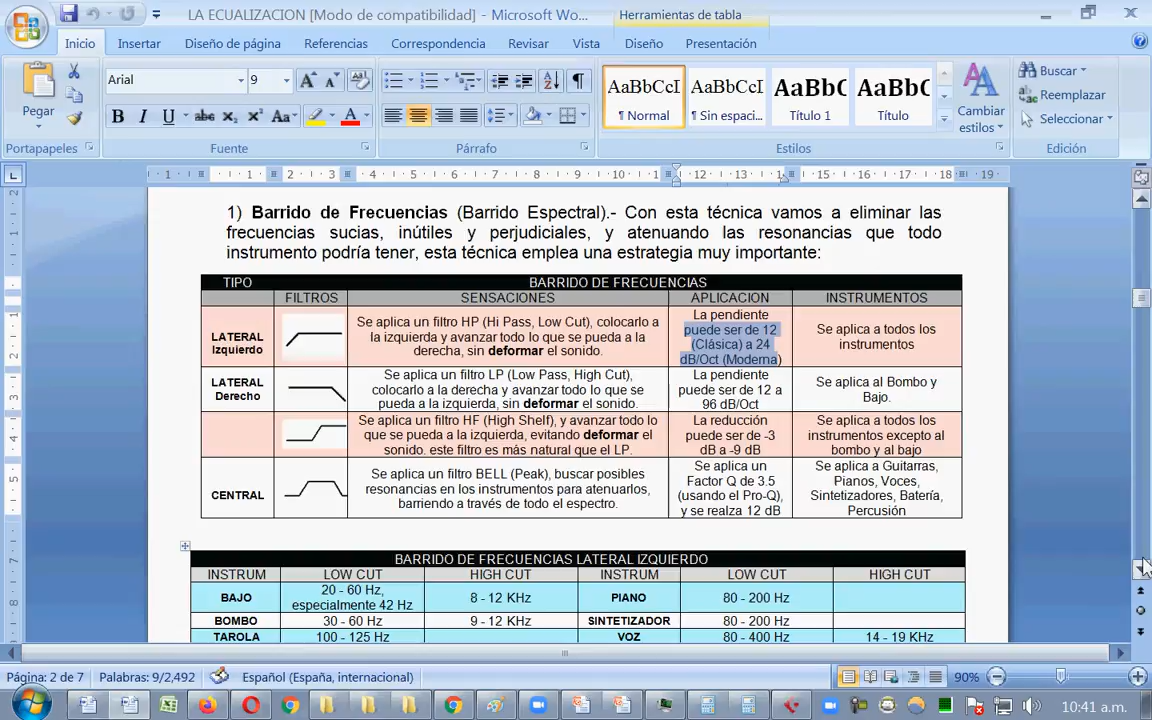 LA ECUALIZACION [Modo de compatibilidad] - Microsoft Wo...
Herramientas de tabla
Inicio
Insertar
Diseño de página
Referencias
Correspondencia
Revisar
Vista
Diseño
Presentación
Pegar
Portapapeles
Arial
9
Fuente
Párrafo
AaBbCcI
AaBbCcI
AaBbC
AaBbC
¶ Normal
¶ Sin espaci...
Título 1
Título
Cambiar
estilos
Estilos
Buscar
Reemplazar
Seleccionar
Edición
1) Barrido de Frecuencias (Barrido Espectral).- Con esta técnica vamos a eliminar las
frecuencias sucias, inútiles y perjudiciales, y atenuando las resonancias que todo
instrumento podría tener, esta técnica emplea una estrategia muy importante:
TIPO
BARRIDO DE FRECUENCIAS
FILTROS
SENSACIONES
APLICACION
INSTRUMENTOS
LATERAL
Izquierdo
Se aplica un filtro HP (Hi Pass, Low Cut), colocarlo a
la izquierda y avanzar todo lo que se pueda a la
derecha, sin deformar el sonido.
La pendiente
puede ser de 12
(Clásica) a 24
dB/Oct (Moderna)
Se aplica a todos los
instrumentos
LATERAL
Derecho
Se aplica un filtro LP (Low Pass, High Cut),
colocarlo a la derecha y avanzar todo lo que se
pueda a la izquierda, sin deformar el sonido.
La pendiente
puede ser de 12 a
96 dB/Oct
Se aplica al Bombo y
Bajo.
Se aplica un filtro HF (High Shelf), y avanzar todo lo
que se pueda a la izquierda, evitando deformar el
sonido. este filtro es más natural que el LP.
La reducción
puede ser de -3
dB a -9 dB
Se aplica a todos los
instrumentos excepto al
bombo y al bajo
CENTRAL
Se aplica un filtro BELL (Peak), buscar posibles
resonancias en los instrumentos para atenuarlos,
barriendo a través de todo el espectro.
Se aplica un
Factor Q de 3.5
(usando el Pro-Q),
y se realza 12 dB
Se aplica a Guitarras,
Pianos, Voces,
Sintetizadores, Batería,
Percusión
BARRIDO DE FRECUENCIAS LATERAL IZQUIERDO
INSTRUM
LOW CUT
HIGH CUT
INSTRUM
LOW CUT
HIGH CUT
BAJO
20 - 60 Hz,
especialmente 42 Hz
8 - 12 KHz
PIANO
80 - 200 Hz
BOMBO
30 - 60 Hz
9 - 12 KHz
SINTETIZADOR
80 - 200 Hz
TAROLA
100 - 125 Hz
VOZ
80 - 400 Hz
14 - 19 KHz
Página: 2 de 7
Palabras: 9/2,492
Español (España, internacional)
90%
10:41 a.m.